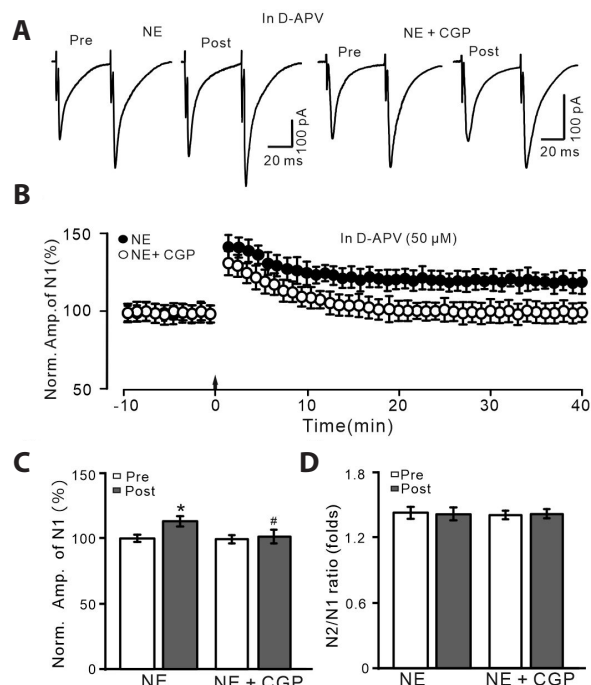 A
In D-APV
NE
NE + CGP
Pre
Post
Pre
Post
100 pA
20 ms
100 pA
20 ms
B
Norm. Amp.of N1(%)
150
100
50
NE
NE+ CGP
In D-APV (50 µM)
-10
0
10
20
30
40
Time(min)
C
Norm. Amp. of N1 (%)
150
100
50
0
Pre
Post
*
#
NE
NE + CGP
D
N2/N1 ratio (folds)
1.8
1.2
0.6
0
Pre
Post
NE
NE + CGP